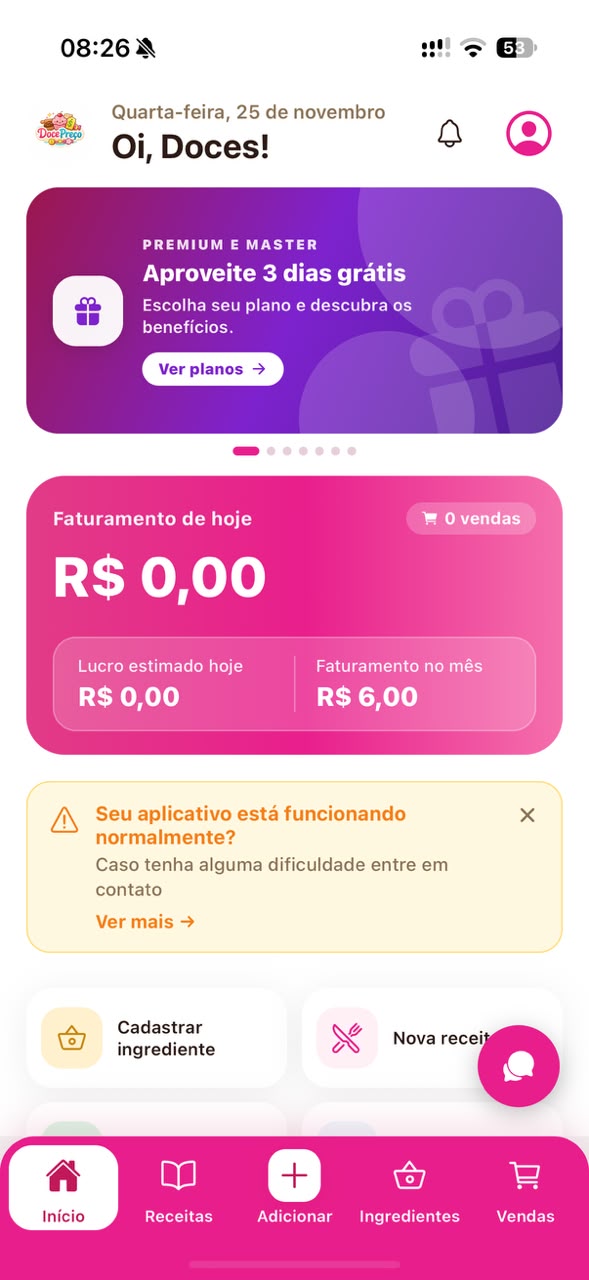 08:26
53
Doce Preço
Quarta-feira, 25 de novembro
Oi, Doces!
PREMIUM E MASTER
Aproveite 3 dias grátis
Escolha seu plano e descubra os
benefícios.
Ver planos →
Faturamento de hoje
0 vendas
R$ 0,00
Lucro estimado hoje
Faturamento no mês
R$ 0,00
R$ 6,00
Seu aplicativo está funcionando
normalmente?
Caso tenha alguma dificuldade entre em
contato
Ver mais →
Cadastrar
ingrediente
Nova receit
Início
Receitas
Adicionar
Ingredientes
Vendas